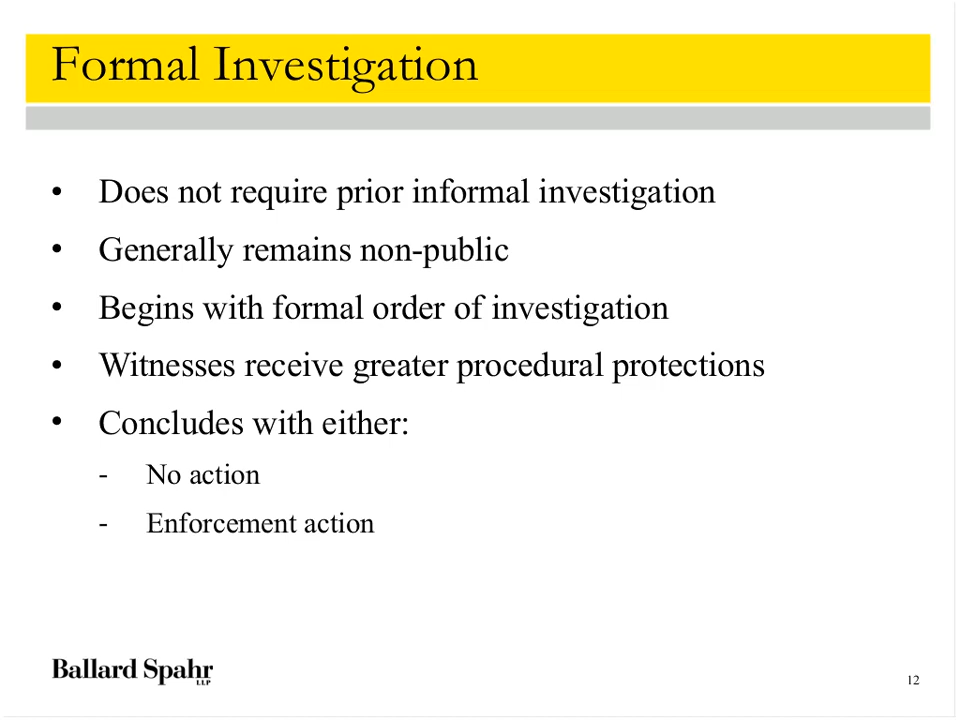 Formal Investigation
• Does not require prior informal investigation
• Generally remains non-public
• Begins with formal order of investigation
• Witnesses receive greater procedural protections
• Concludes with either:
- No action
- Enforcement action
Ballard Spahr
LLP
12